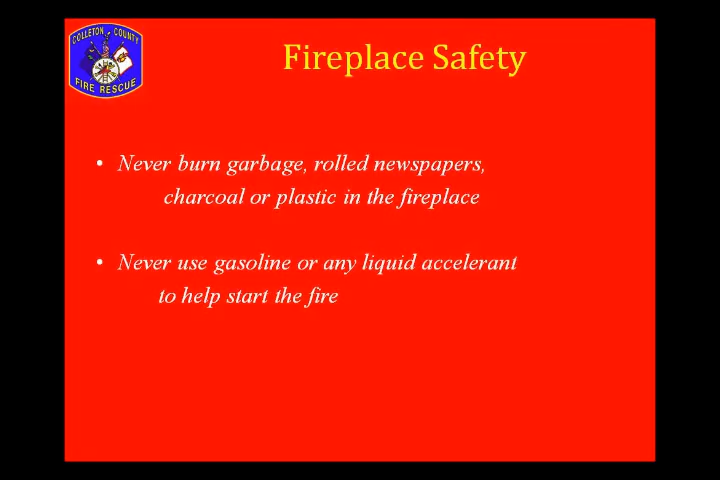 COLLETON COUNTY
FIRE RESCUE
Fireplace Safety
• Never burn garbage, rolled newspapers,
charcoal or plastic in the fireplace
• Never use gasoline or any liquid accelerant
to help start the fire